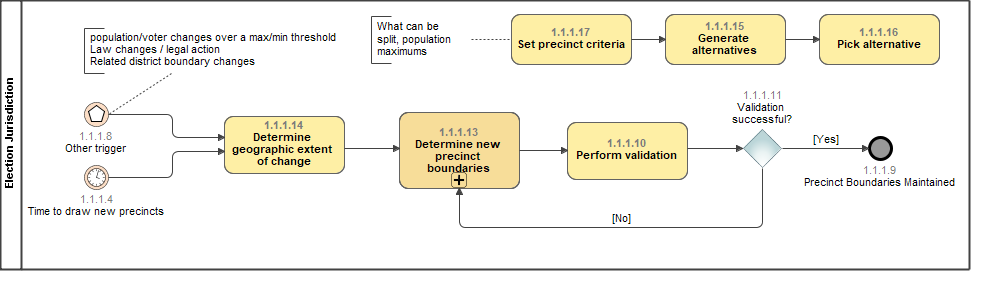 Election Jurisdiction
population/voter changes over a max/min threshold
Law changes / legal action
Related district boundary changes
What can be
split, population
maximums
1.1.1.17
Set precinct criteria
1.1.1.15
Generate
alternatives
1.1.1.16
Pick alternative
1.1.1.8
Other trigger
1.1.1.4
Time to draw new precincts
1.1.1.14
Determine
geographic extent
of change
1.1.1.13
Determine new
precinct
boundaries
1.1.1.10
Perform validation
1.1.1.11
Validation
successful?
[Yes]
[No]
1.1.1.9
Precinct Boundaries Maintained